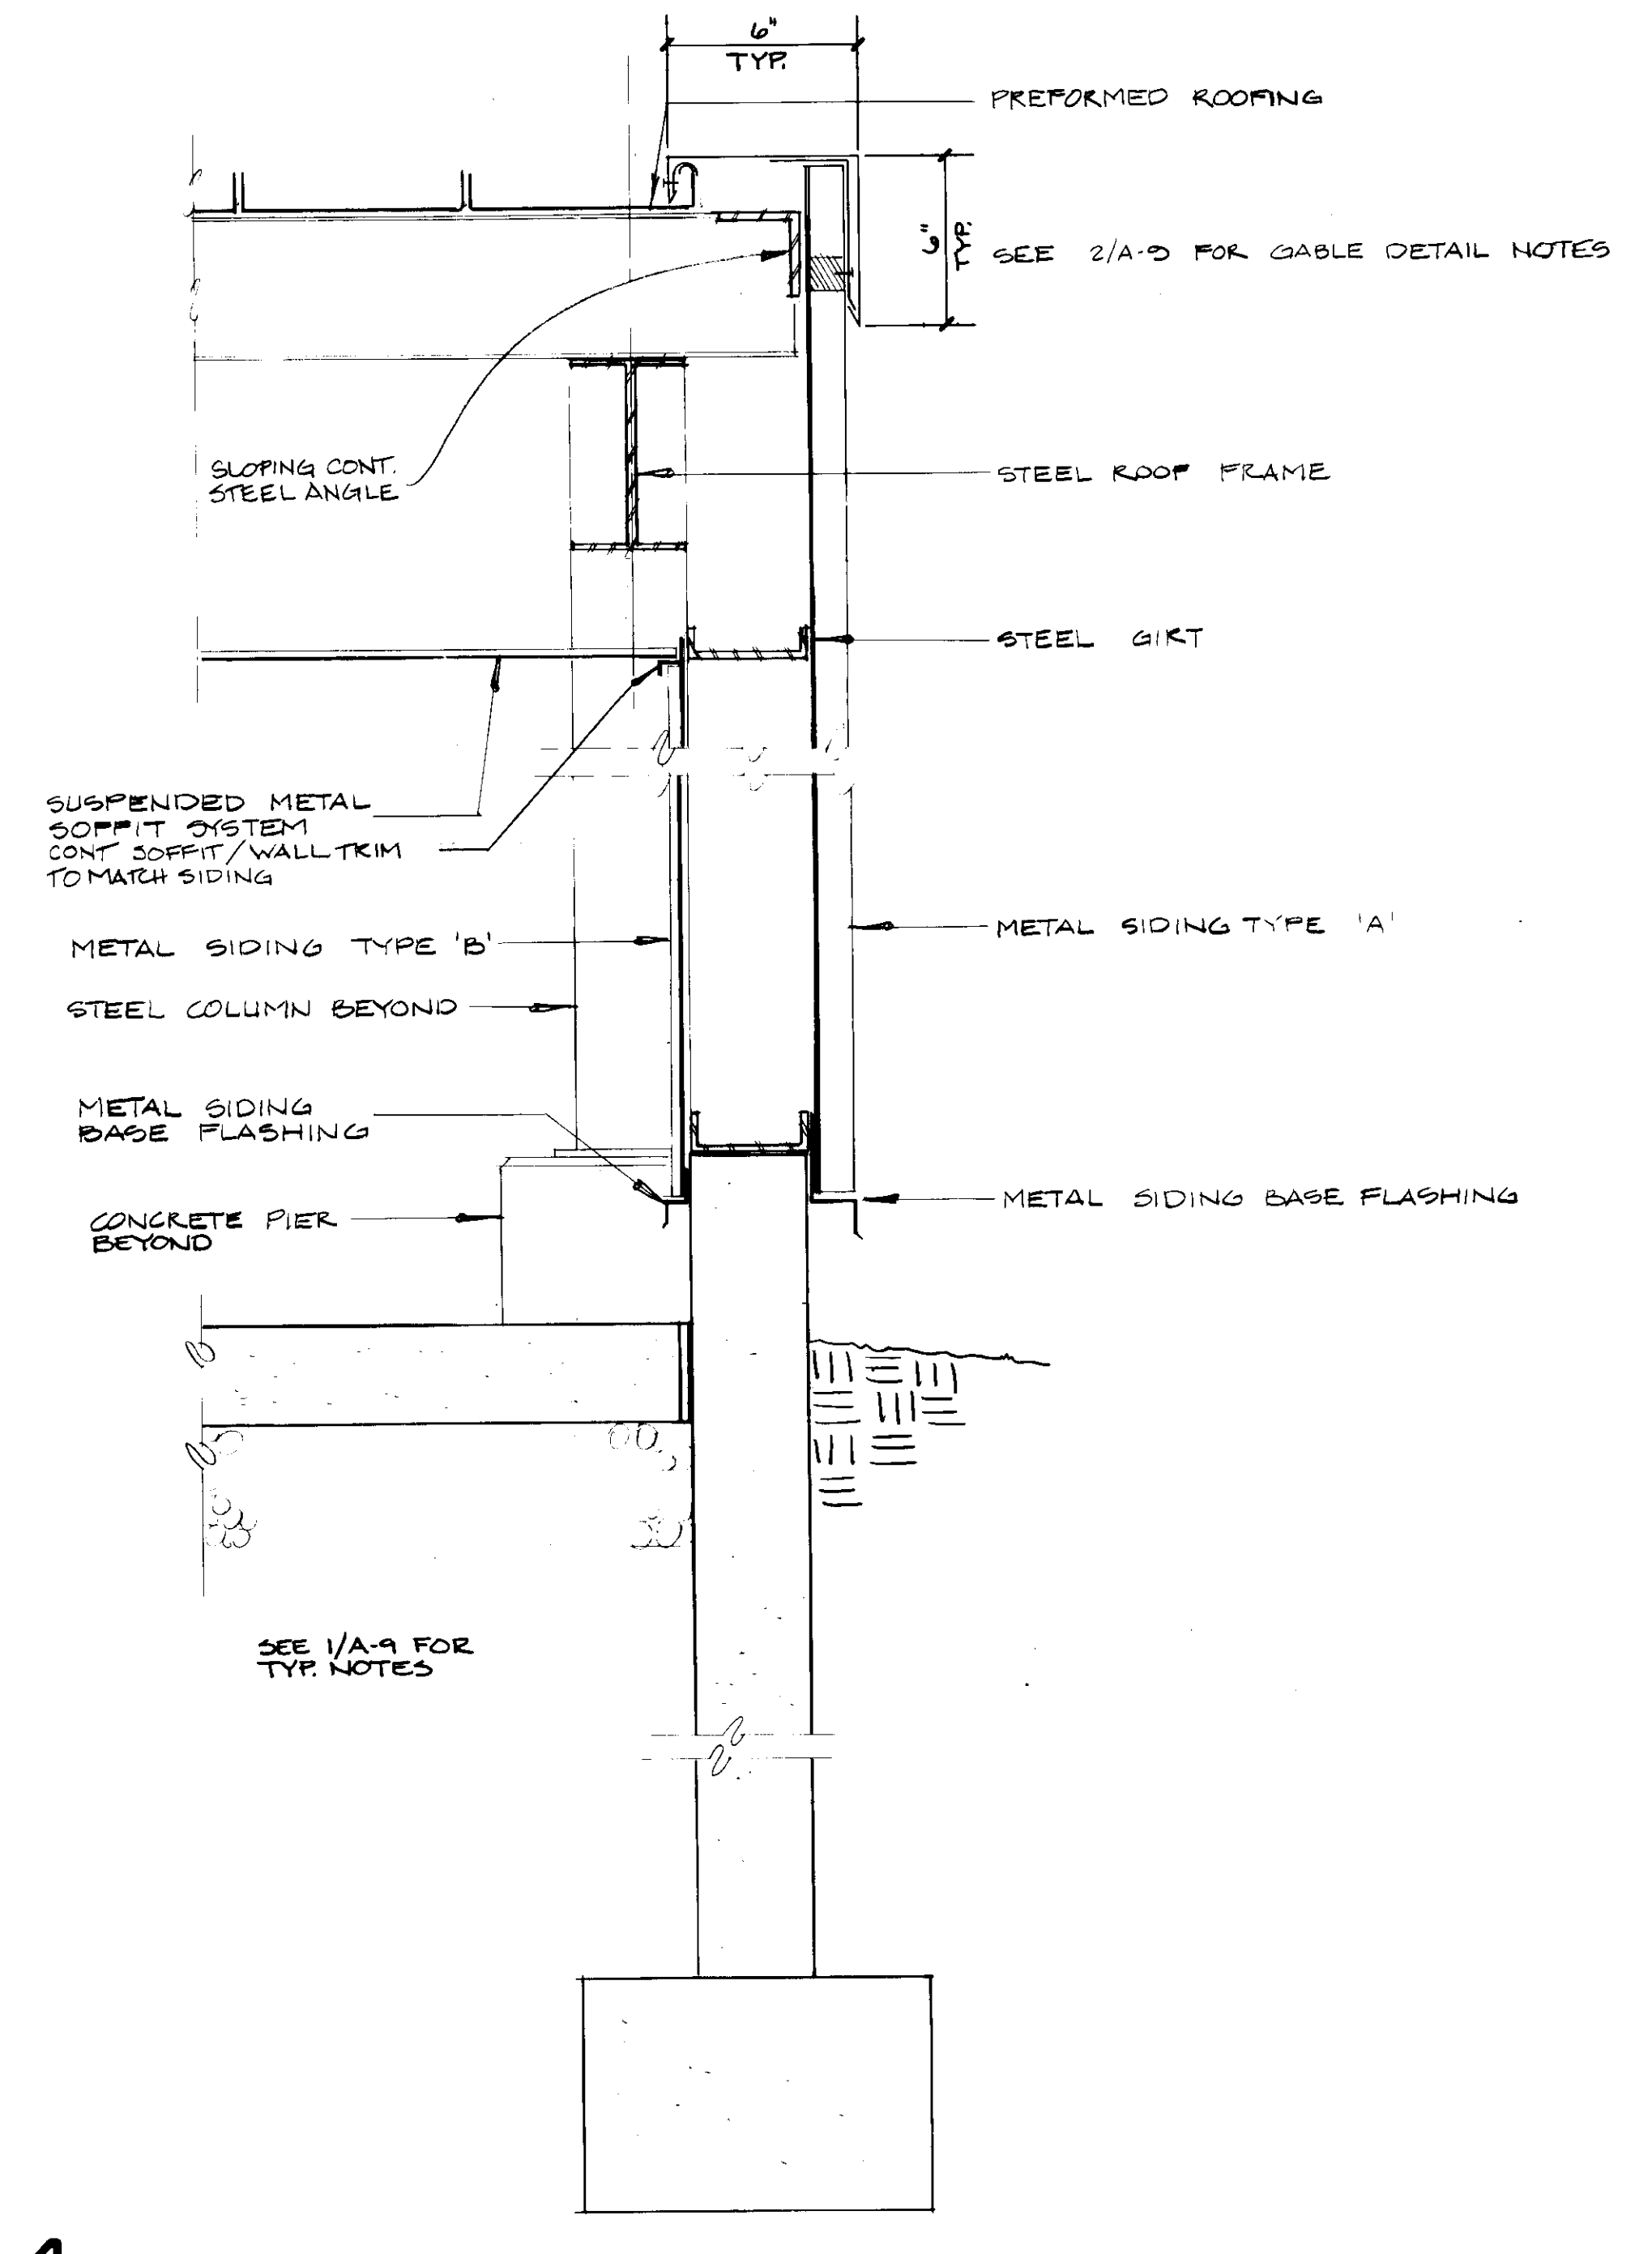 6"
TYP.
PREFORMED ROOFING
6"
TYP.
SEE 2/A-9 FOR GABLE DETAIL NOTES
SLOPING CONT.
STEEL ANGLE
STEEL ROOF FRAME
STEEL GIRT
SUSPENDED METAL
SOFFIT SYSTEM
CONT SOFFIT/WALL TRIM
TO MATCH SIDING
METAL SIDING TYPE 'B'
METAL SIDING TYPE 'A'
STEEL COLUMN BEYOND
METAL SIDING
BASE FLASHING
METAL SIDING BASE FLASHING
CONCRETE PIER
BEYOND
SEE 1/A-9 FOR
TYP. NOTES